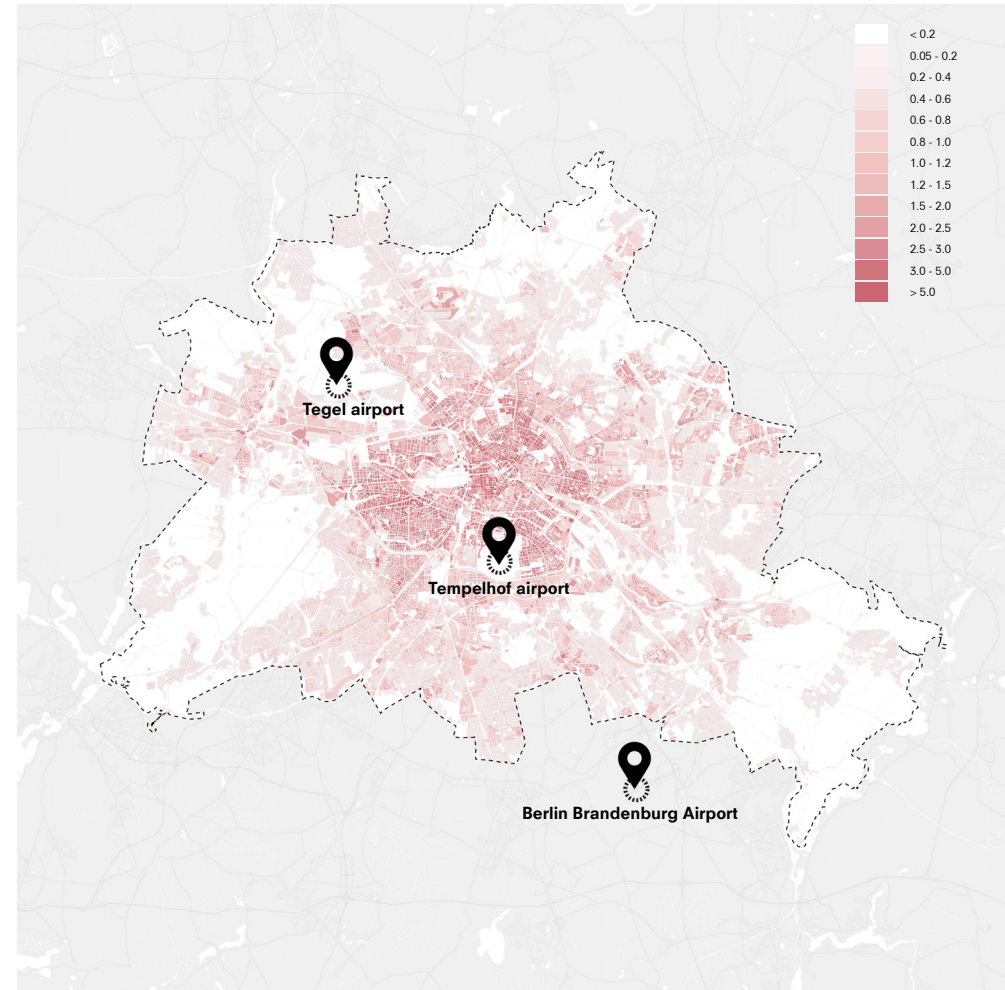 < 0.2
0.05 - 0.2
0.2 - 0.4
0.4 - 0.6
0.6 - 0.8
0.8 - 1.0
1.0 - 1.2
1.2 - 1.5
1.5 - 2.0
2.0 - 2.5
2.5 - 3.0
3.0 - 5.0
> 5.0
Tegel airport
Tempelhof airport
Berlin Brandenburg Airport